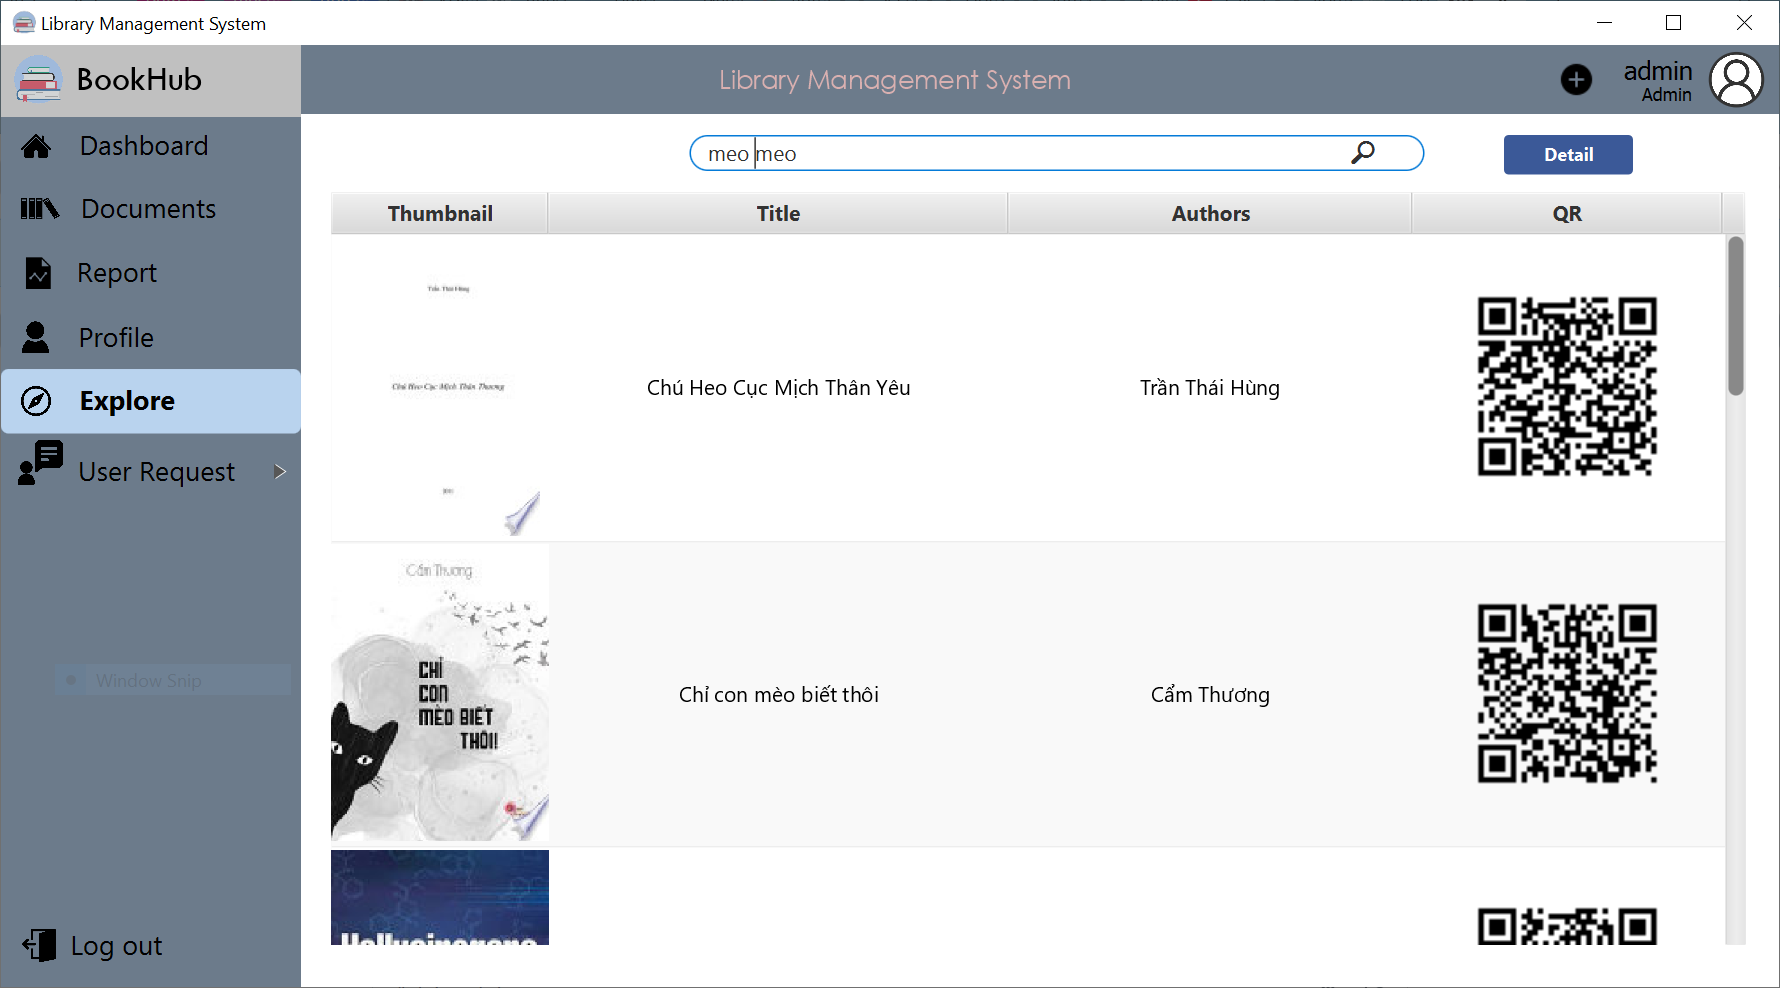 Library Management System
BookHub
Library Management System
admin
Admin
Dashboard
Documents
Report
Profile
Explore
User Request
Window Snip
Log out
meo meo
Detail
Thumbnail Title Authors QR
Trần Thái Hùng
Chú Heo Cục Mịch Thân Thương
Chú Heo Cục Mịch Thân Yêu
Trần Thái Hùng
Cẩm Thương
CHỈ
CON
MÈO BIẾT
THÔI!
Chỉ con mèo biết thôi
Cẩm Thương